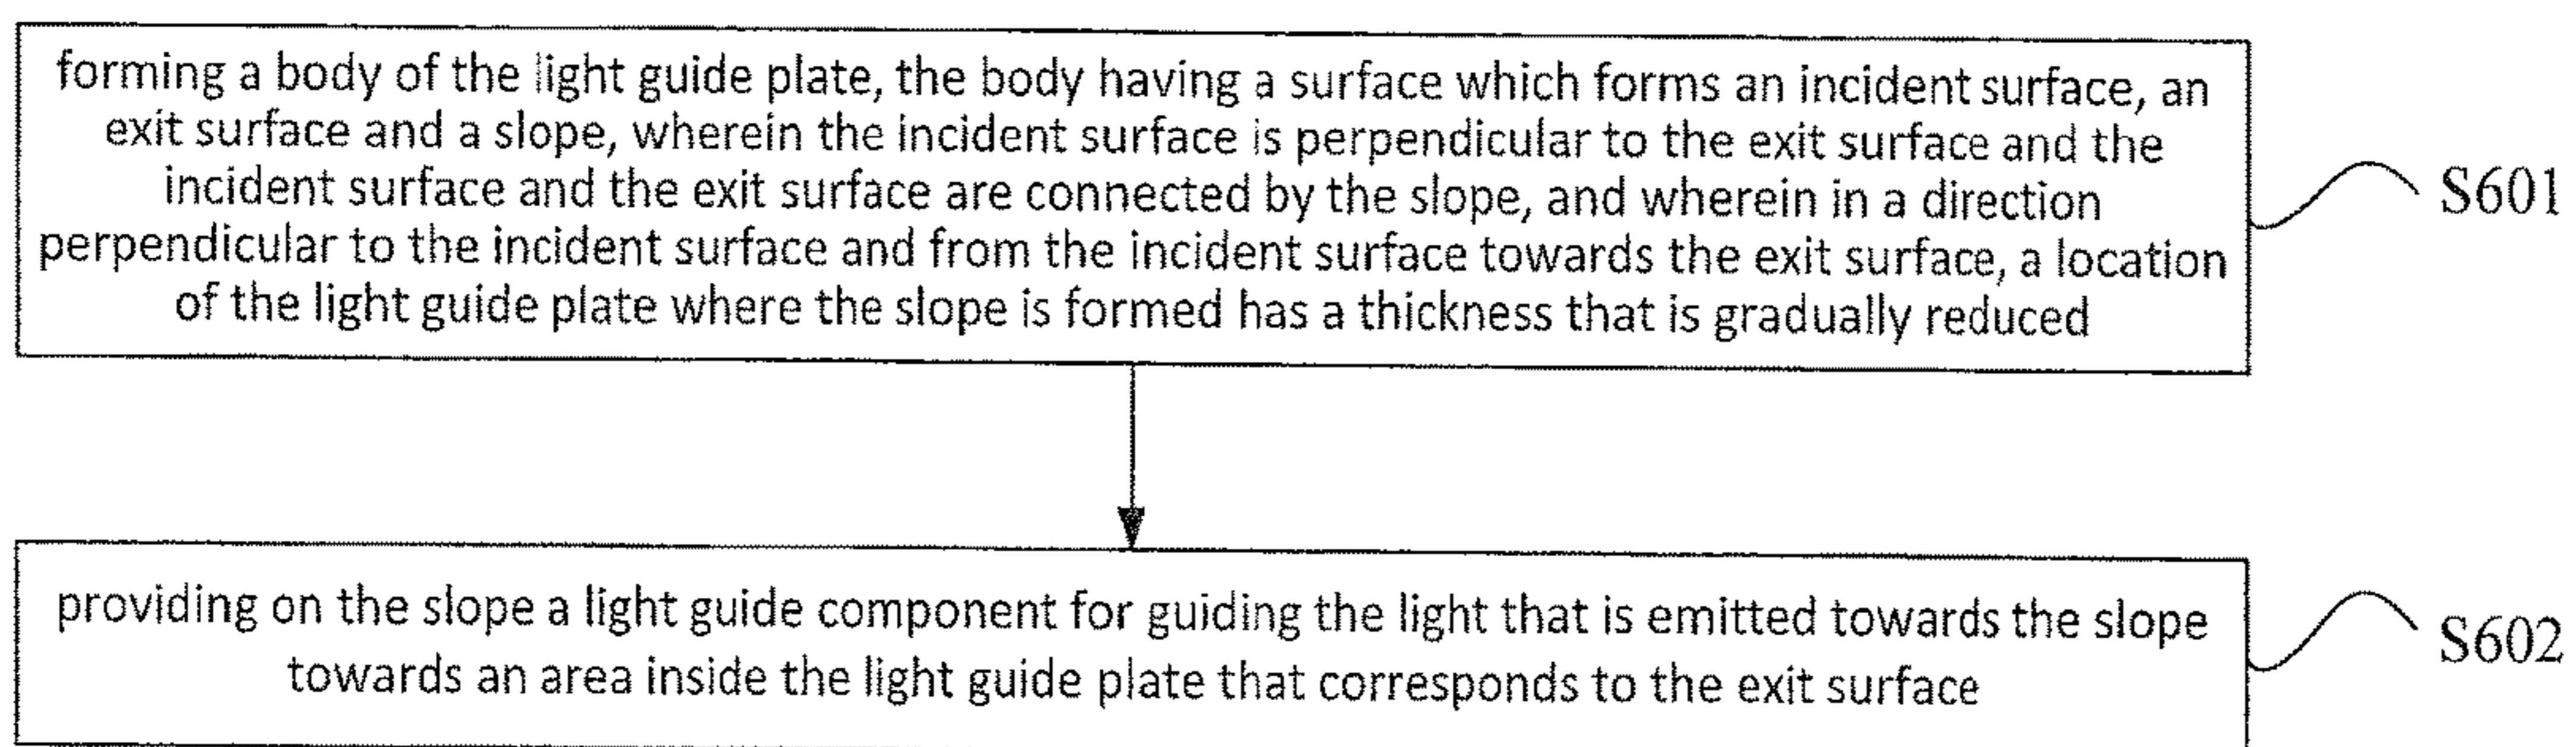 forming a body of the light guide plate, the body having a surface which forms an incident surface, an
exit surface and a slope, wherein the incident surface is perpendicular to the exit surface and the
incident surface and the exit surface are connected by the slope, and wherein in a direction
perpendicular to the incident surface and from the incident surface towards the exit surface, a location
of the light guide plate where the slope is formed has a thickness that is gradually reduced
S601
providing on the slope a light guide component for guiding the light that is emitted towards the slope
towards an area inside the light guide plate that corresponds to the exit surface
S602